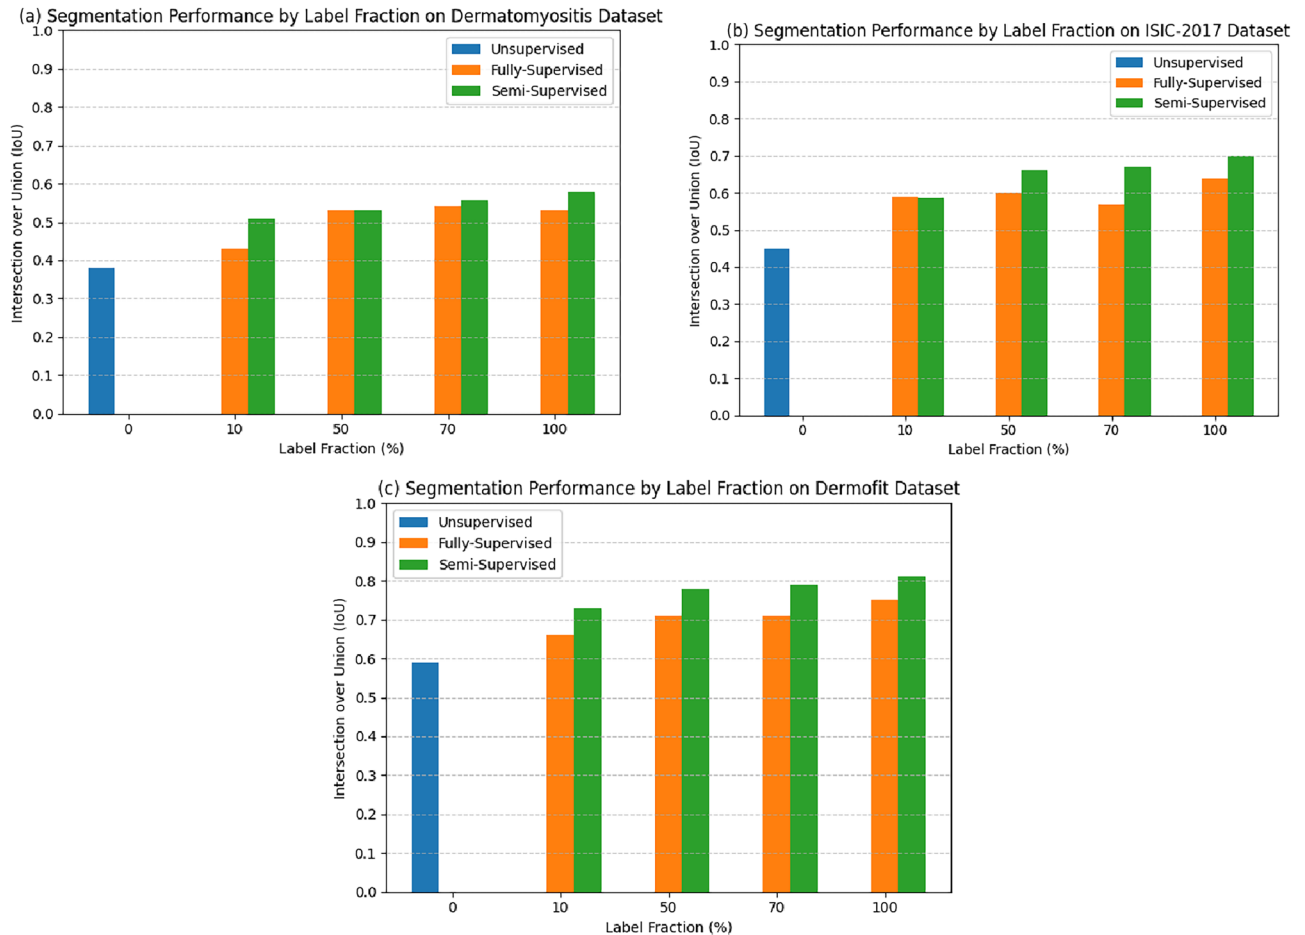 (a) Segmentation Performance by Label Fraction on Dermatomyositis Dataset
1.0
0.9
0.8
0.7
0.6
0.5
0.4
0.3
0.2
0.1
0.0
Intersection over Union (IoU)
Unsupervised
Fully-Supervised
Semi-Supervised
0 10 50 70 100
Label Fraction (%)
(b) Segmentation Performance by Label Fraction on ISIC-2017 Dataset
1.0
0.9
0.8
0.7
0.6
0.5
0.4
0.3
0.2
0.1
0.0
Intersection over Union (IoU)
Unsupervised
Fully-Supervised
Semi-Supervised
0 10 50 70 100
Label Fraction (%)
(c) Segmentation Performance by Label Fraction on Dermofit Dataset
1.0
0.9
0.8
0.7
0.6
0.5
0.4
0.3
0.2
0.1
0.0
Intersection over Union (IoU)
Unsupervised
Fully-Supervised
Semi-Supervised
0 10 50 70 100
Label Fraction (%)